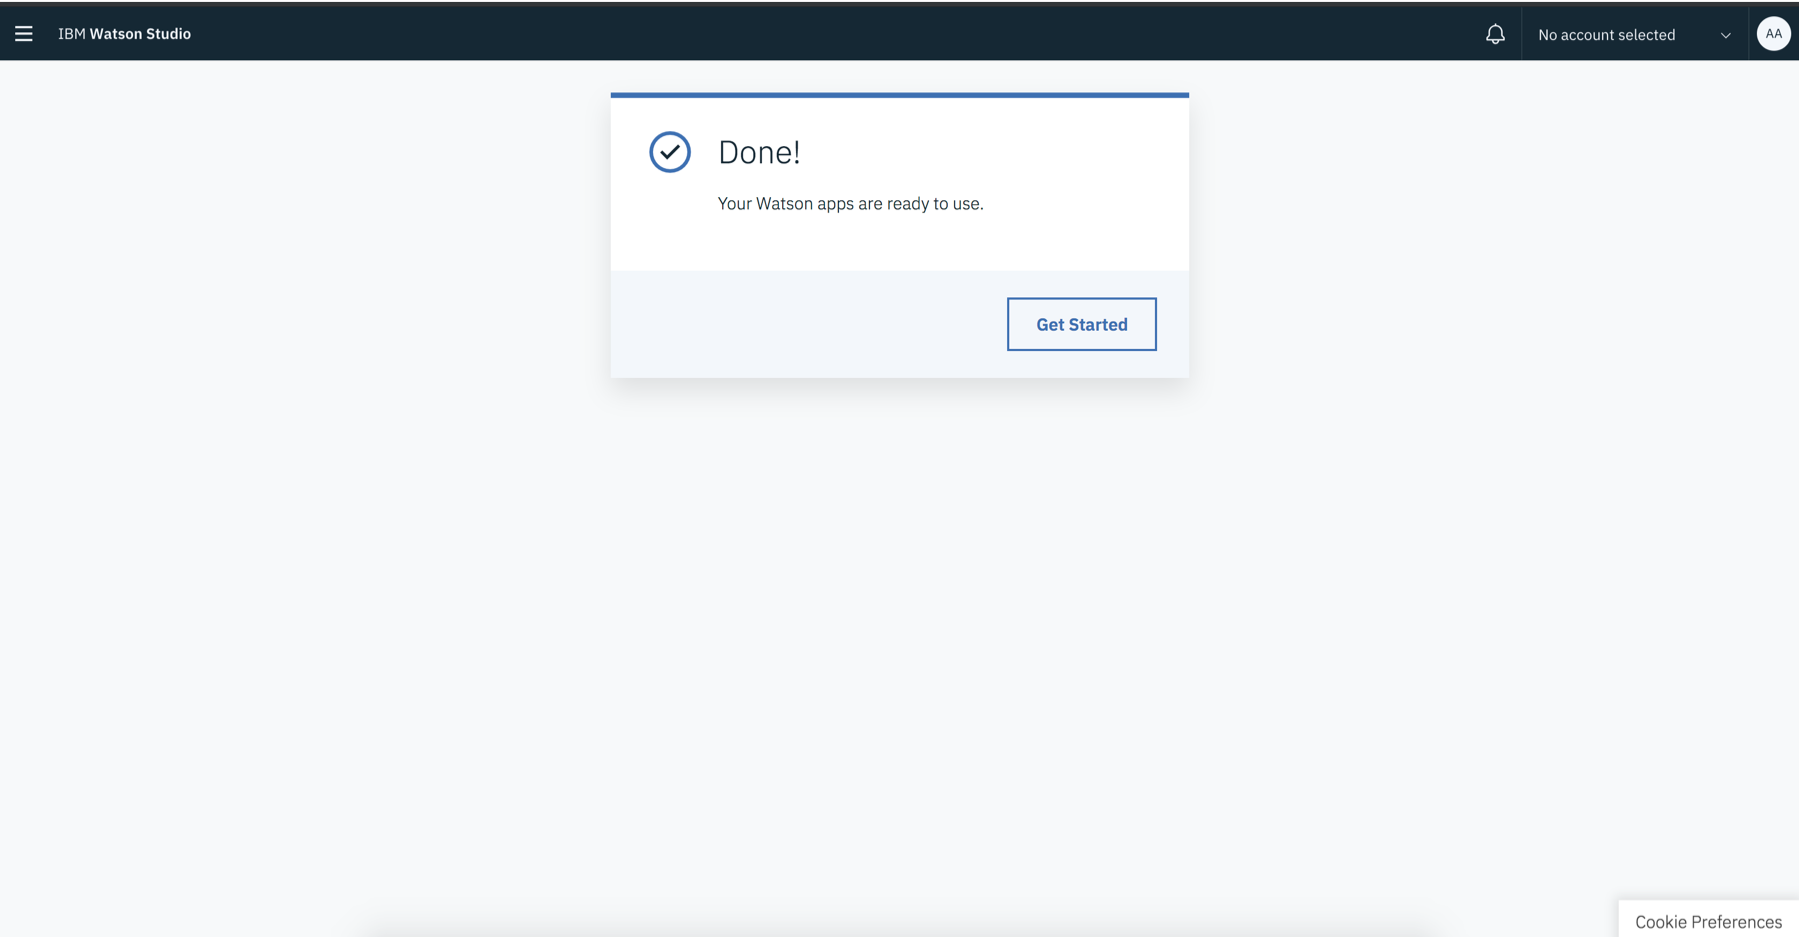 IBM Watson Studio
No account selected
AA
Done!
Your Watson apps are ready to use.
Get Started
Cookie Preferences